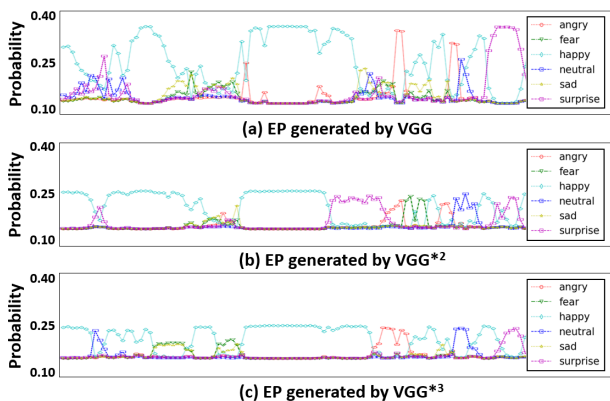 0.40
0.25
0.10
Probability
angry
fear
happy
neutral
sad
surprise
(a) EP generated by VGG
0.40
0.25
0.10
Probability
angry
fear
happy
neutral
sad
surprise
(b) EP generated by VGG*2
0.40
0.25
0.10
Probability
angry
fear
happy
neutral
sad
surprise
(c) EP generated by VGG*3